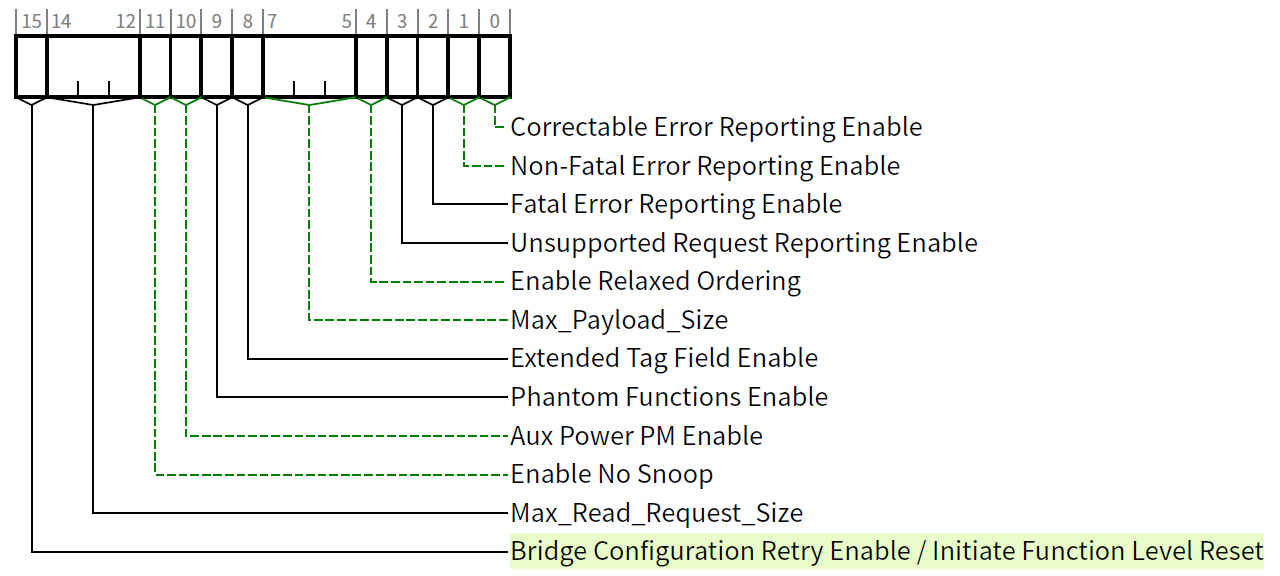 15 14 12 11 10 9 8 7 5 4 3 2 1 0
Correctable Error Reporting Enable
Non-Fatal Error Reporting Enable
Fatal Error Reporting Enable
Unsupported Request Reporting Enable
Enable Relaxed Ordering
Max_Payload_Size
Extended Tag Field Enable
Phantom Functions Enable
Aux Power PM Enable
Enable No Snoop
Max_Read_Request_Size
Bridge Configuration Retry Enable / Initiate Function Level Reset